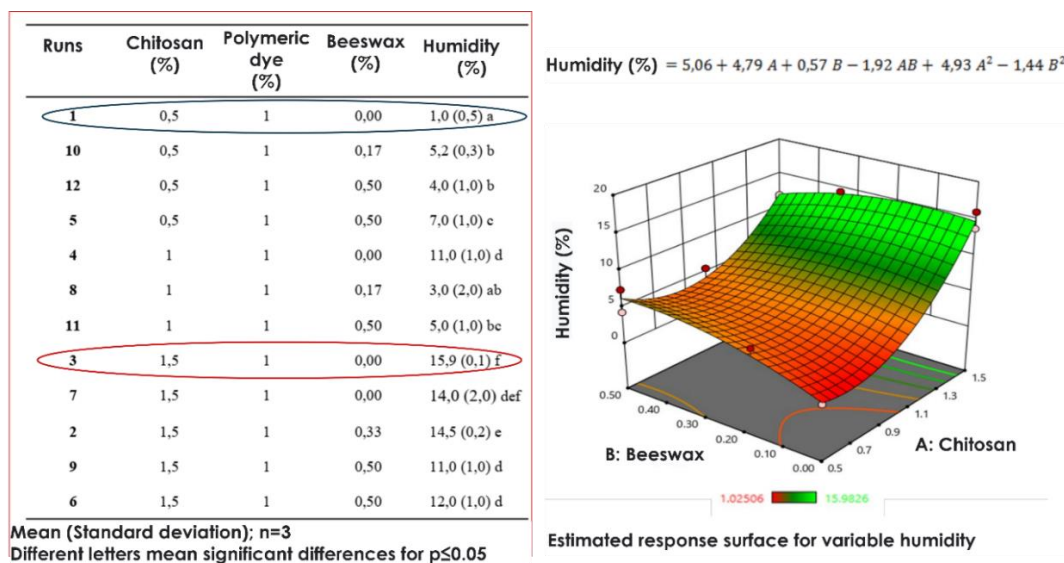 Runs Chitosan (%) Polymeric dye (%) Beeswax (%) Humidity (%)
1 0,5 1 0,00 1,0 (0,5) a
10 0,5 1 0,17 5,2 (0,3) b
12 0,5 1 0,50 4,0 (1,0) b
5 0,5 1 0,50 7,0 (1,0) c
4 1 1 0,00 11,0 (1,0) d
8 1 1 0,17 3,0 (2,0) ab
11 1 1 0,50 5,0 (1,0) bc
3 1,5 1 0,00 15,9 (0,1) f
7 1,5 1 0,00 14,0 (2,0) def
2 1,5 1 0,33 14,5 (0,2) e
9 1,5 1 0,50 11,0 (1,0) d
6 1,5 1 0,50 12,0 (1,0) d
Mean (Standard deviation); n=3
Different letters mean significant differences for p≤0.05
Humidity (%) = 5,06 + 4,79 A + 0,57 B − 1,92 AB + 4,93 A² − 1,44 B²
Humidity (%)
20
15
10
5
0
0.50
0.40
0.30
0.20
0.10
0.00
B: Beeswax
0.5
0.7
0.9
1.1
1.3
1.5
A: Chitosan
1.02506 15.9826
Estimated response surface for variable humidity